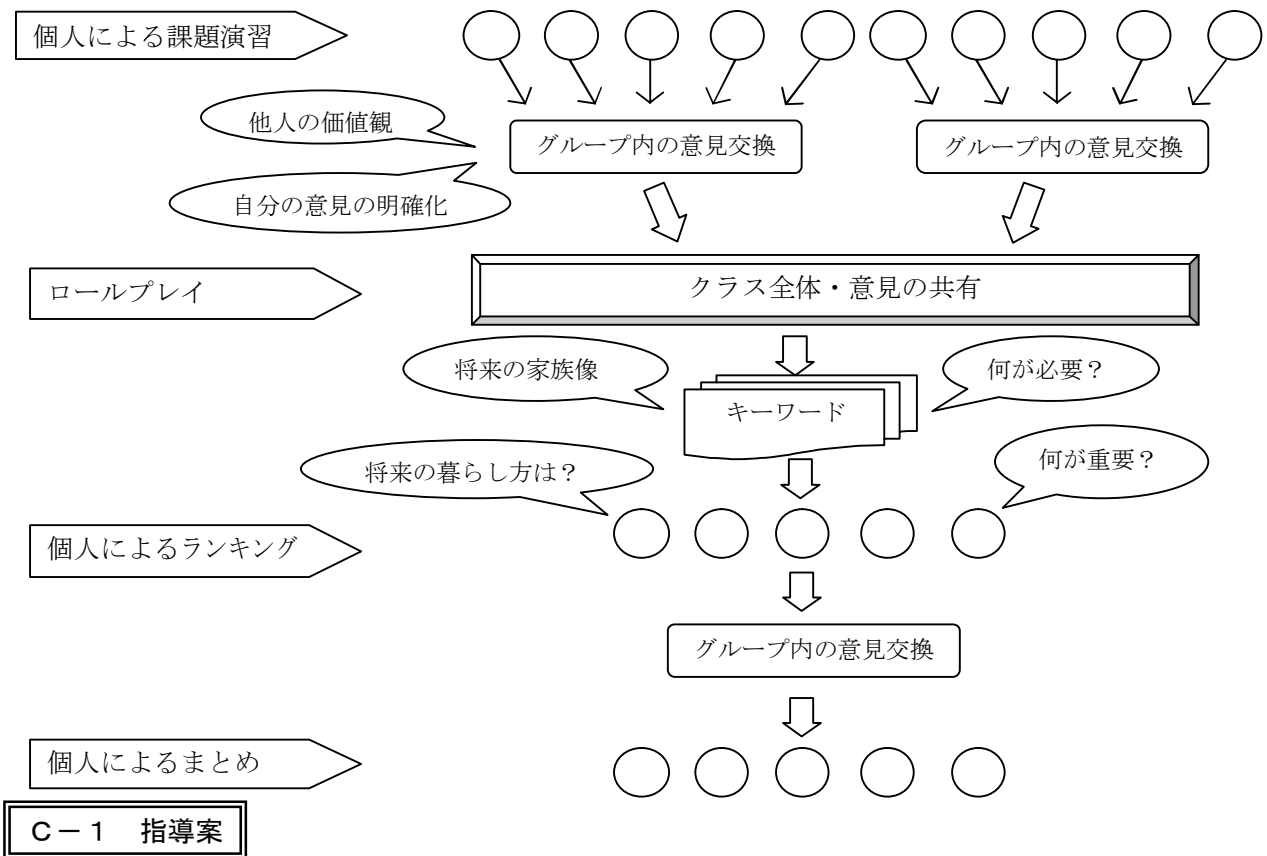 個人による課題演習
他人の価値観
グループ内の意見交換
グループ内の意見交換
自分の意見の明確化
ロールプレイ
クラス全体・意見の共有
将来の家族像
何が必要？
キーワード
将来の暮らし方は？
何が重要？
個人によるランキング
グループ内の意見交換
個人によるまとめ
Ｃ－１　指導案